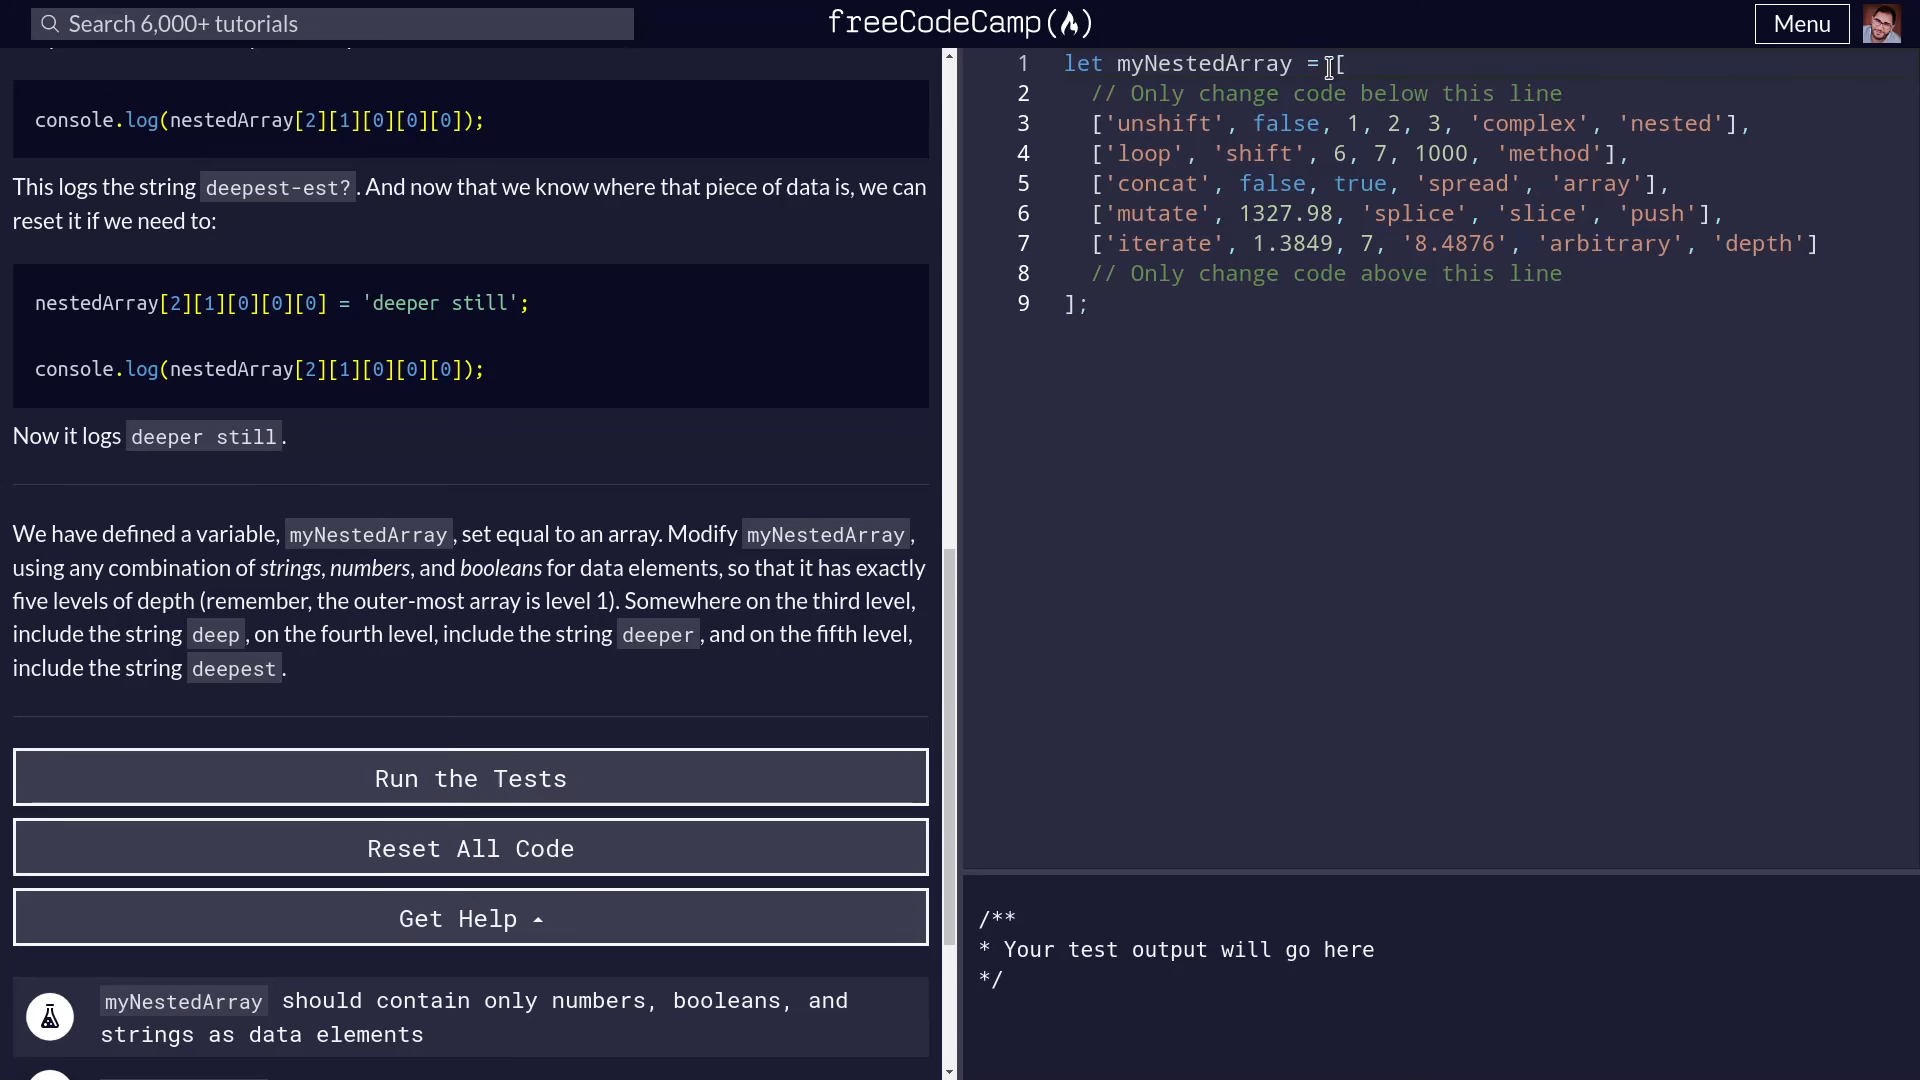 Search 6,000+ tutorials
freeCodeCamp
Menu
console.log(nestedArray[2][1][0][0][0]);
This logs the string deepest-est?. And now that we know where that piece of data is, we can
reset it if we need to:
nestedArray[2][1][0][0][0] = 'deeper still';
console.log(nestedArray[2][1][0][0][0]);
Now it logs deeper still.
We have defined a variable, myNestedArray, set equal to an array. Modify myNestedArray,
using any combination of strings, numbers, and booleans for data elements, so that it has exactly
five levels of depth (remember, the outer-most array is level 1). Somewhere on the third level,
include the string deep, on the fourth level, include the string deeper, and on the fifth level,
include the string deepest.
Run the Tests
Reset All Code
Get Help
myNestedArray should contain only numbers, booleans, and
strings as data elements
1 let myNestedArray = [
2 // Only change code below this line
3 ['unshift', false, 1, 2, 3, 'complex', 'nested'],
4 ['loop', 'shift', 6, 7, 1000, 'method'],
5 ['concat', false, true, 'spread', 'array'],
6 ['mutate', 1327.98, 'splice', 'slice', 'push'],
7 ['iterate', 1.3849, 7, '8.4876', 'arbitrary', 'depth']
8 // Only change code above this line
9 ];
/**
* Your test output will go here
*/